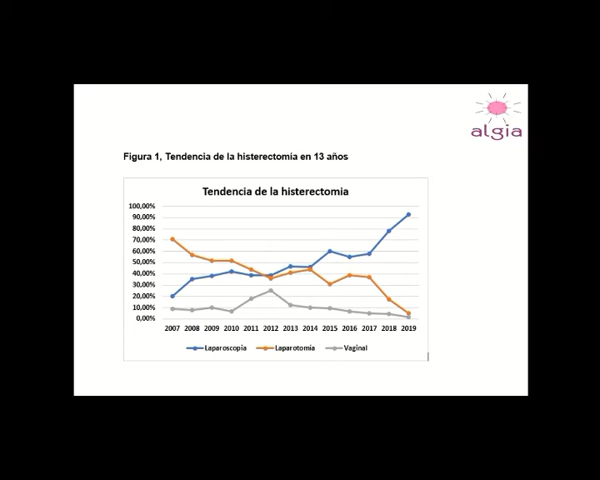 algia
Figura 1, Tendencia de la histerectomía en 13 años
Tendencia de la histerectomia
100,00%
90,00%
80,00%
70,00%
60,00%
50,00%
40,00%
30,00%
20,00%
10,00%
0,00%
2007 2008 2009 2010 2011 2012 2013 2014 2015 2016 2017 2018 2019
Laparoscopia Laparotomia Vaginal